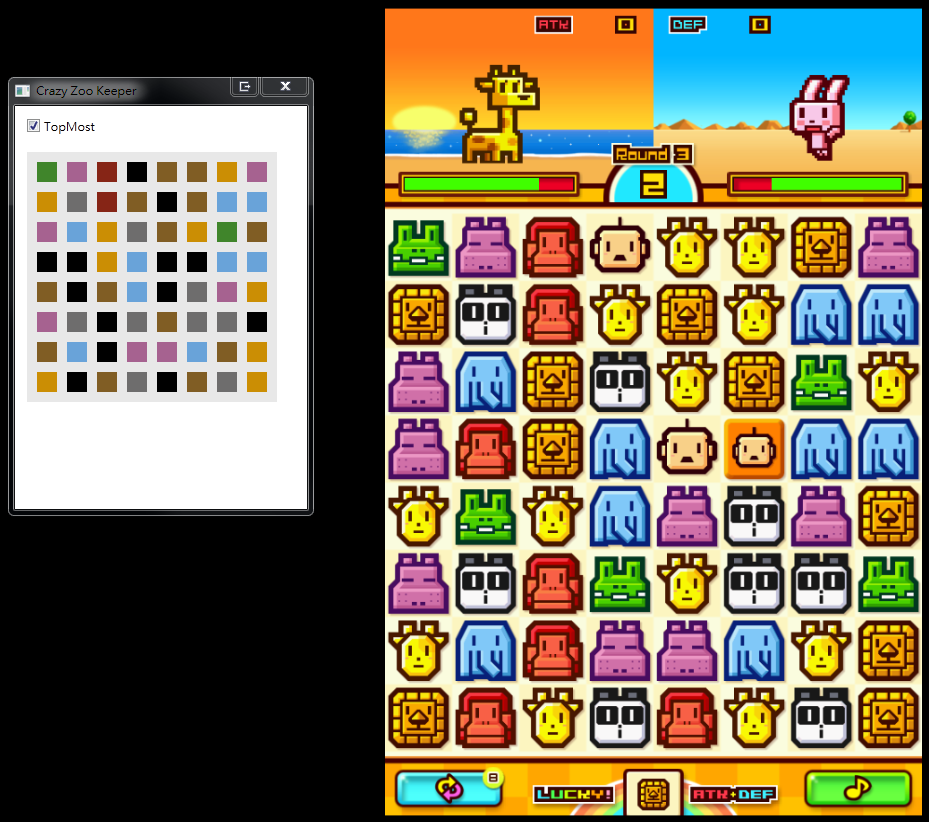 Crazy Zoo Keeper
TopMost
ATK 0 DEF 0
Round 3
2
8
LUCKY! ATK+DEF